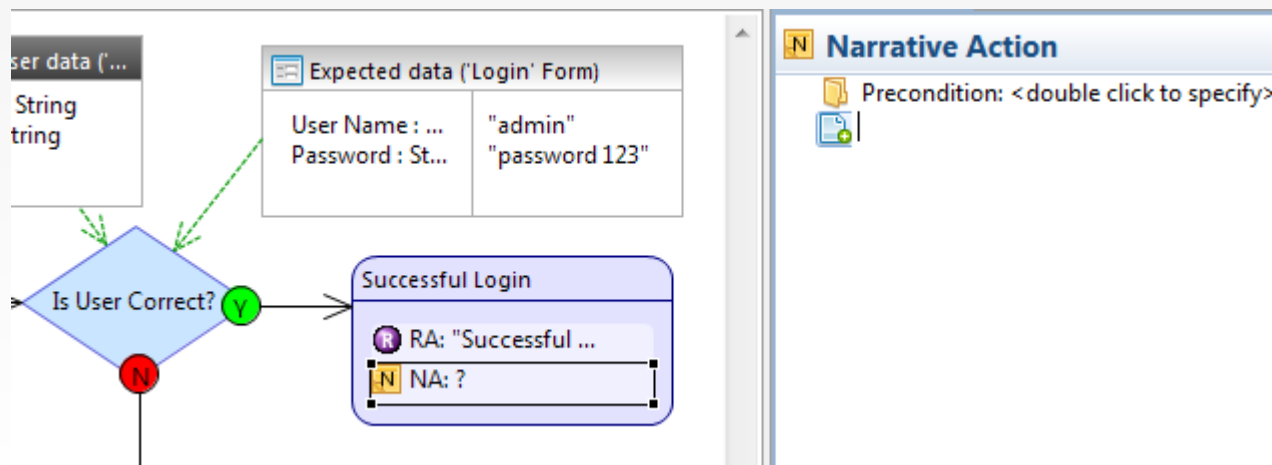 ser data ('...
String
tring
Expected data ('Login' Form)
User Name : ... "admin"
Password : St... "password 123"
Is User Correct?
Y
N
Successful Login
R RA: "Successful ...
N NA: ?
N Narrative Action
Precondition: <double click to specify>